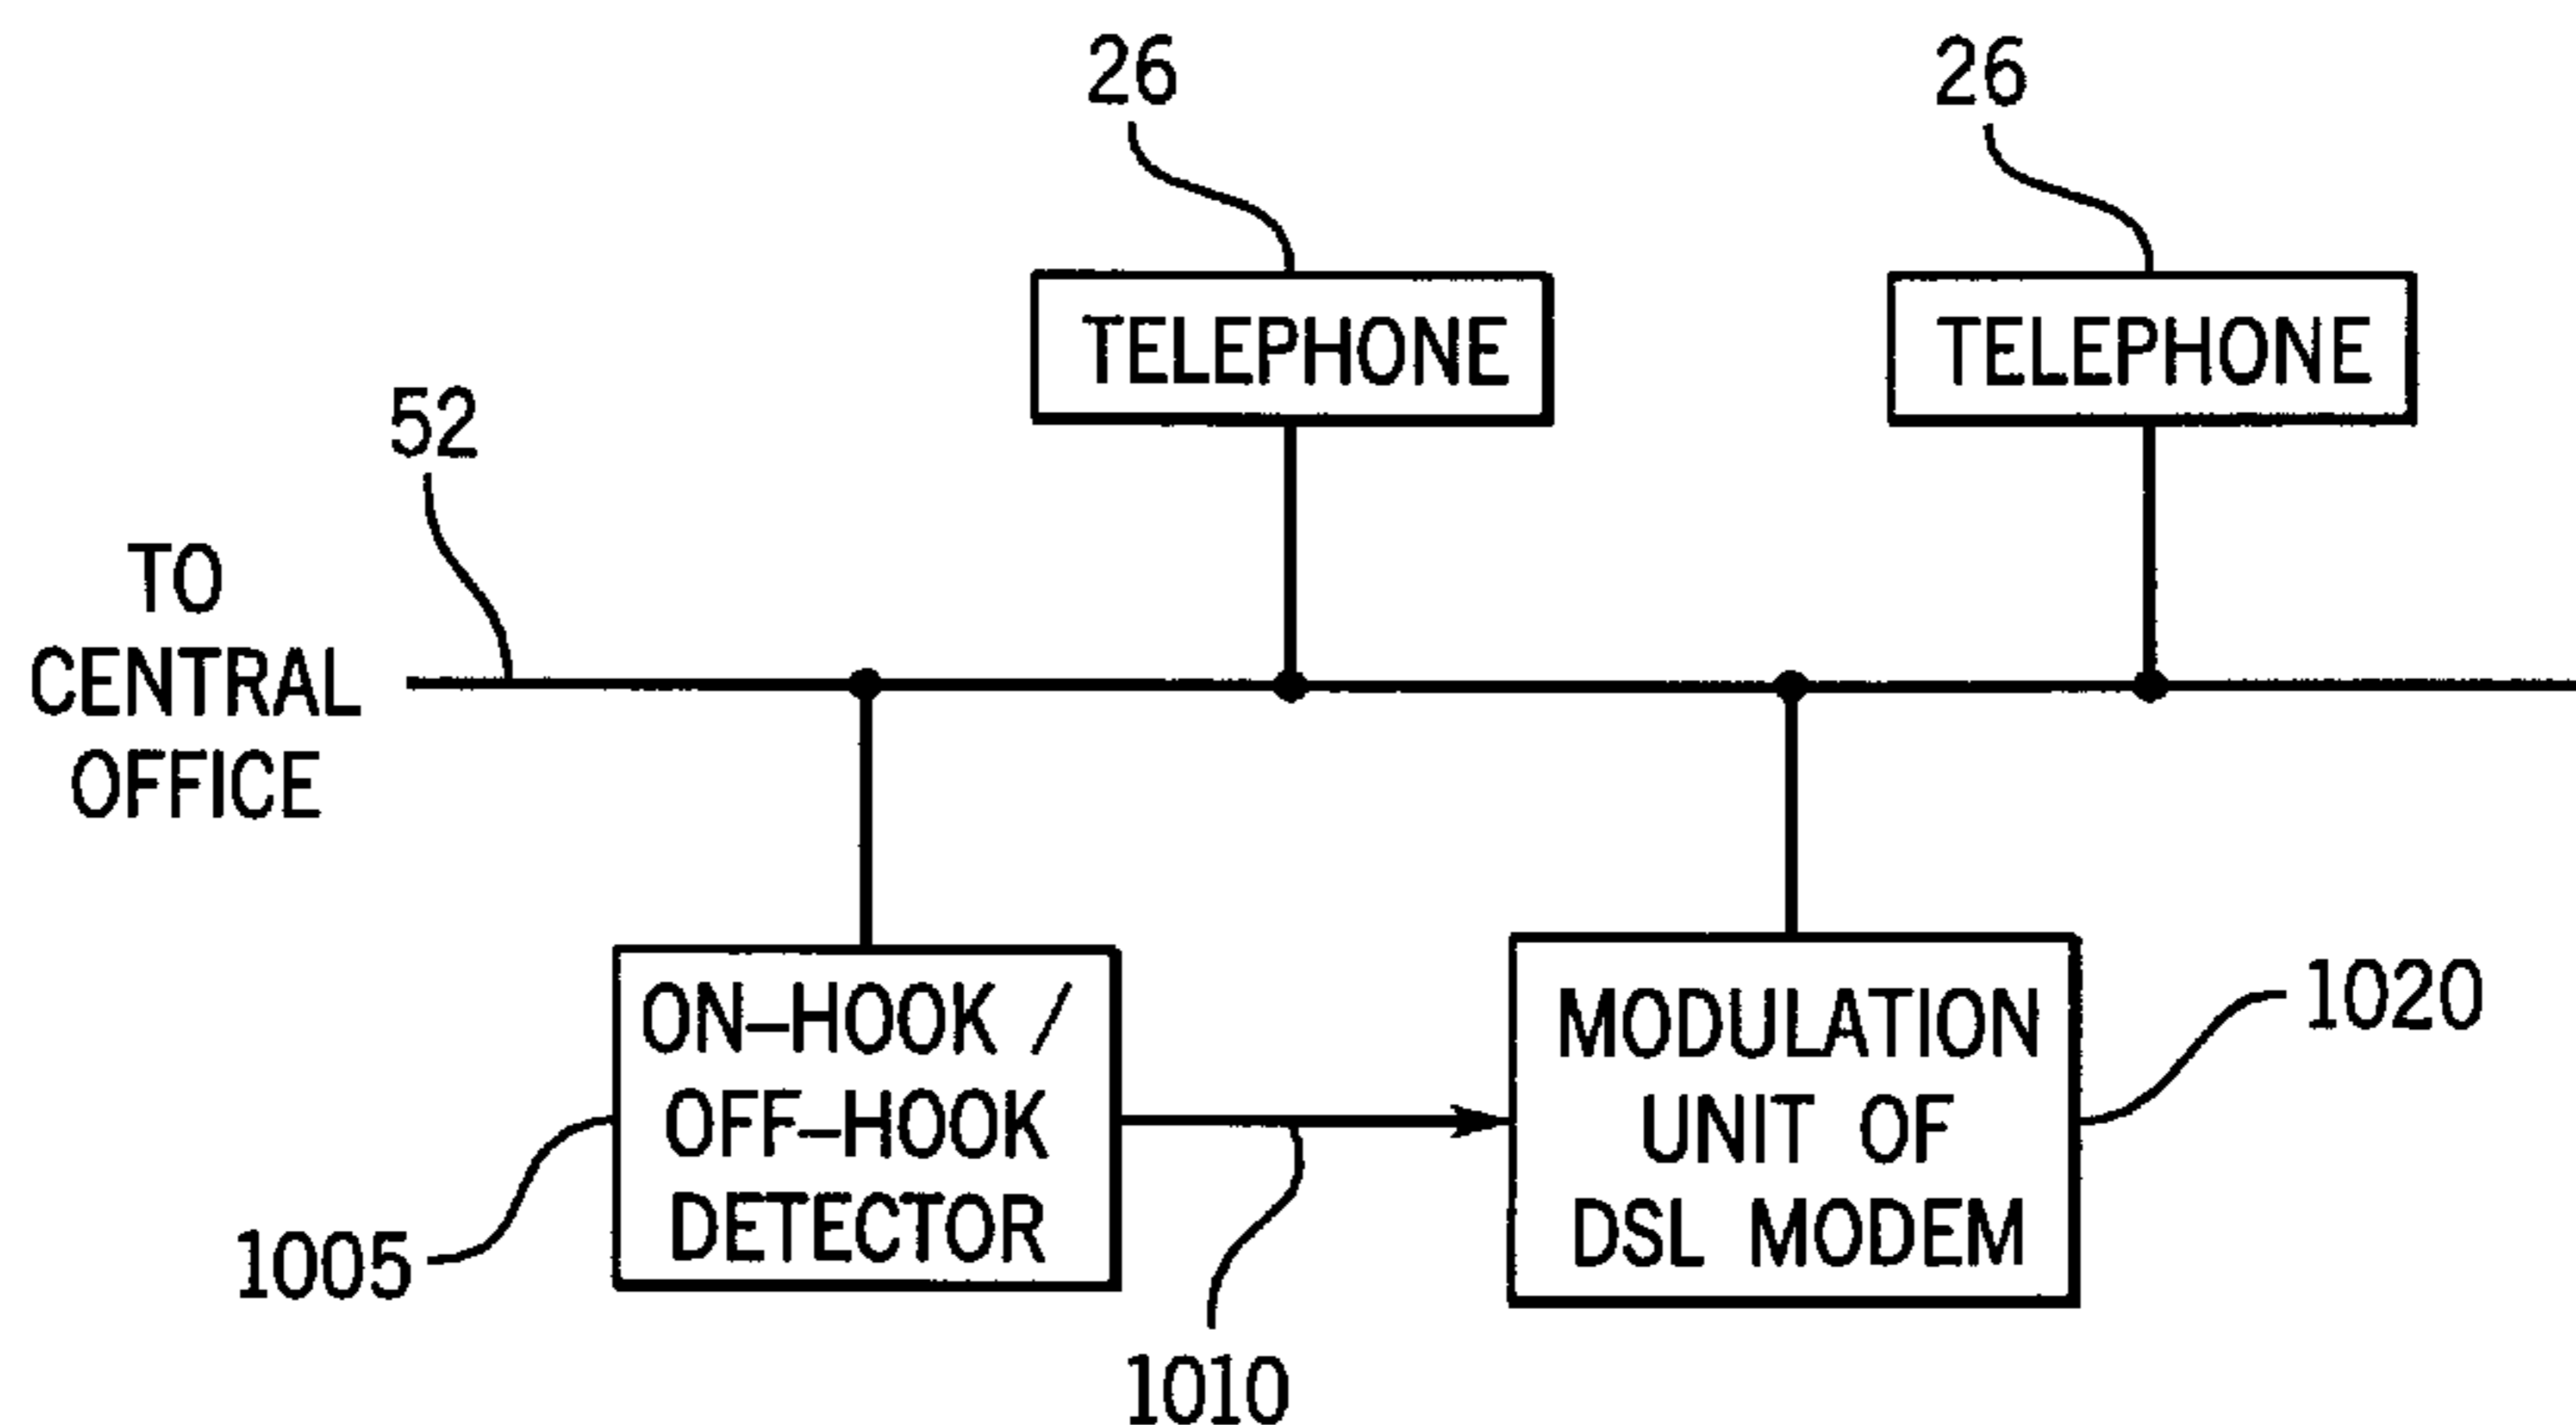 26
26
TELEPHONE
TELEPHONE
52
TO
CENTRAL
OFFICE
ON-HOOK /
OFF-HOOK
DETECTOR
MODULATION
UNIT OF
DSL MODEM
1020
1005
1010